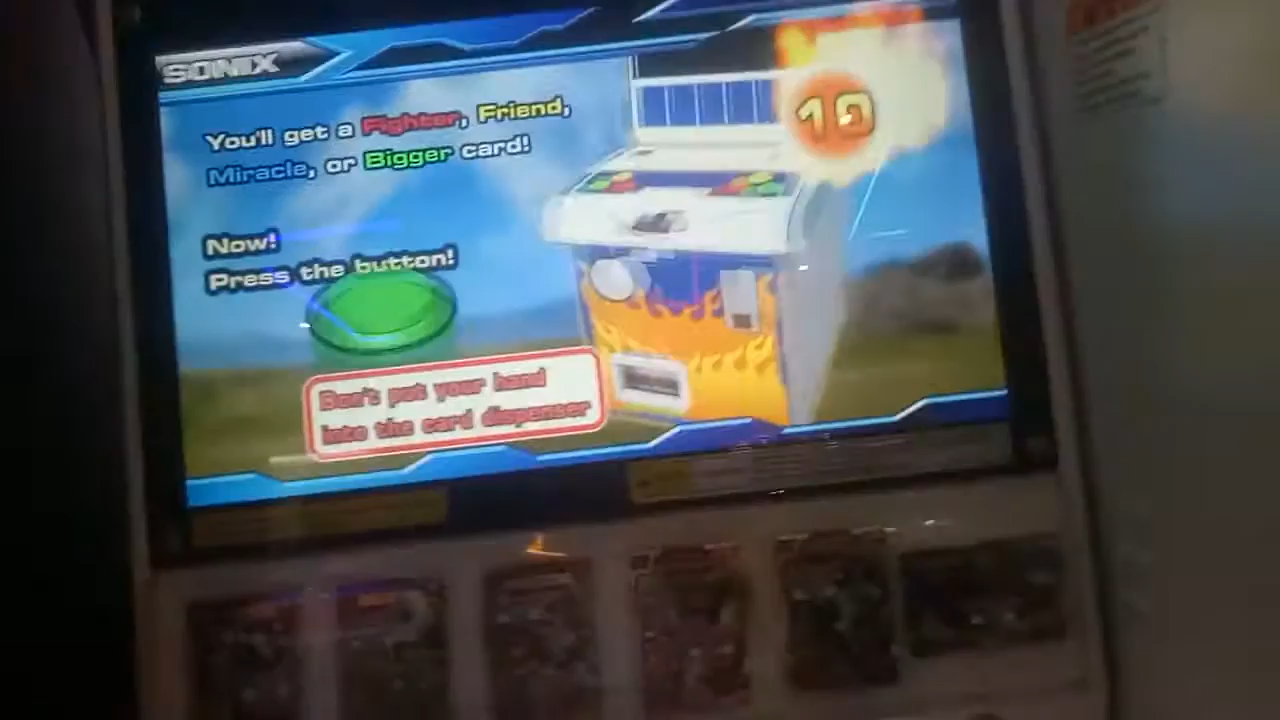 SONIX
10
You'll get a Fighter, Friend,
Miracle, or Bigger card!
Now!
Press the button!
Don't put your hand
into the card dispenser